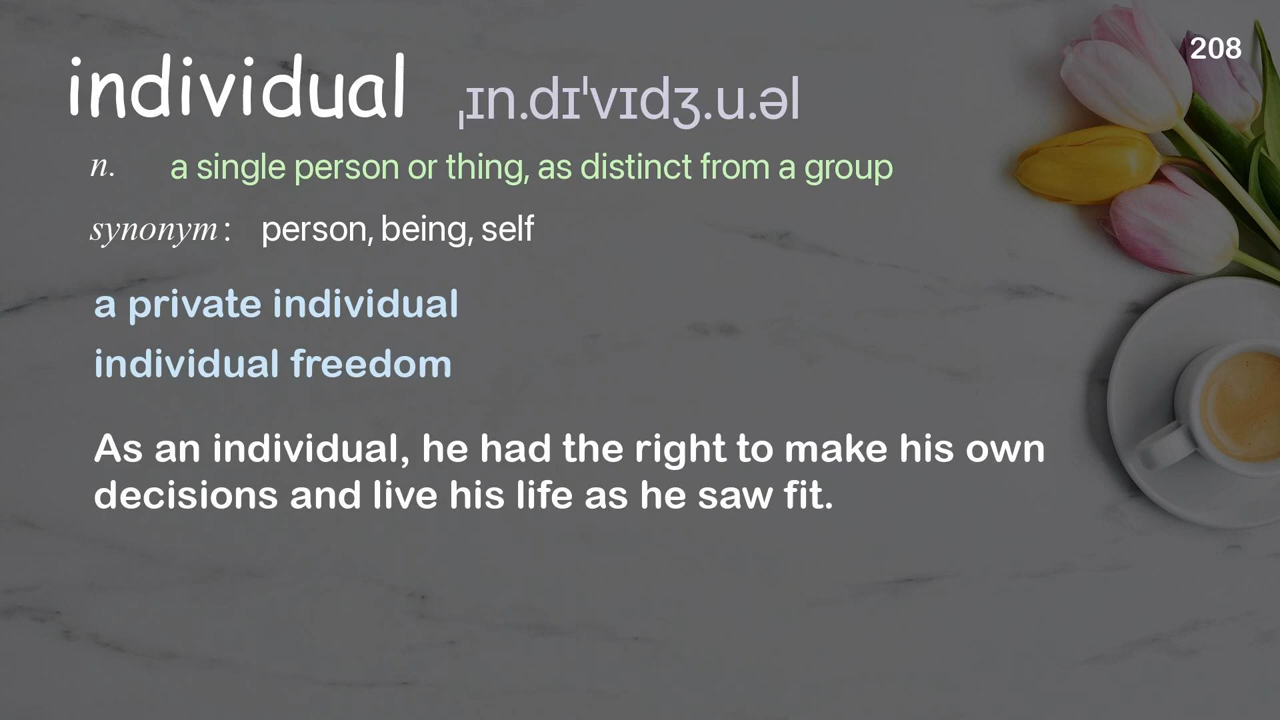 208
individual ˌɪn.dɪˈvɪdʒ.u.əl
n. a single person or thing, as distinct from a group
synonym: person, being, self
a private individual
individual freedom
As an individual, he had the right to make his own
decisions and live his life as he saw fit.